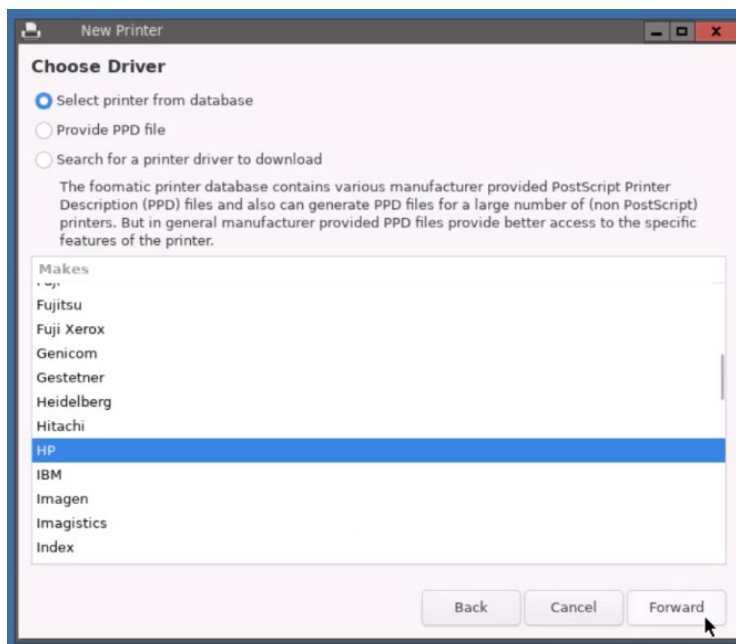 New Printer
Choose Driver
Select printer from database
Provide PPD file
Search for a printer driver to download
The foomatic printer database contains various manufacturer provided PostScript Printer
Description (PPD) files and also can generate PPD files for a large number of (non PostScript)
printers. But in general manufacturer provided PPD files provide better access to the specific
features of the printer.
Makes
Fujitsu
Fuji Xerox
Genicom
Gestetner
Heidelberg
Hitachi
HP
IBM
Imagen
Imagistics
Index
Back Cancel Forward